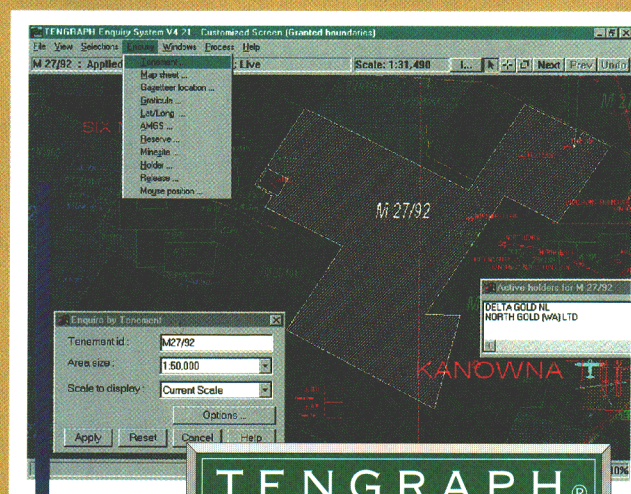 TENGRAPH Enquiry System V4.21 - Customized Screen (Granted boundaries)
File View Selections Enquire Windows Process Help
M 27/92 : Applied
; Live
Scale: 1:31,490
Next Prev Undo
Tenement ...
Map sheet ...
Gazetteer location ...
Graticule ...
Lat/Long ...
AMGS ...
Reserve ...
Minesite ...
Holder ...
Release ...
Mouse position ...
SIX
M 27/92
Active holders for M 27/92
DELTA GOLD NL
NORTH GOLD (WA) LTD
KANOWNA
Enquire by Tenement
Tenement id : M27/92
Area size : 1:50,000
Scale to display : Current Scale
Options ...
Apply Reset Cancel Help
10%
TENGRAPH ®